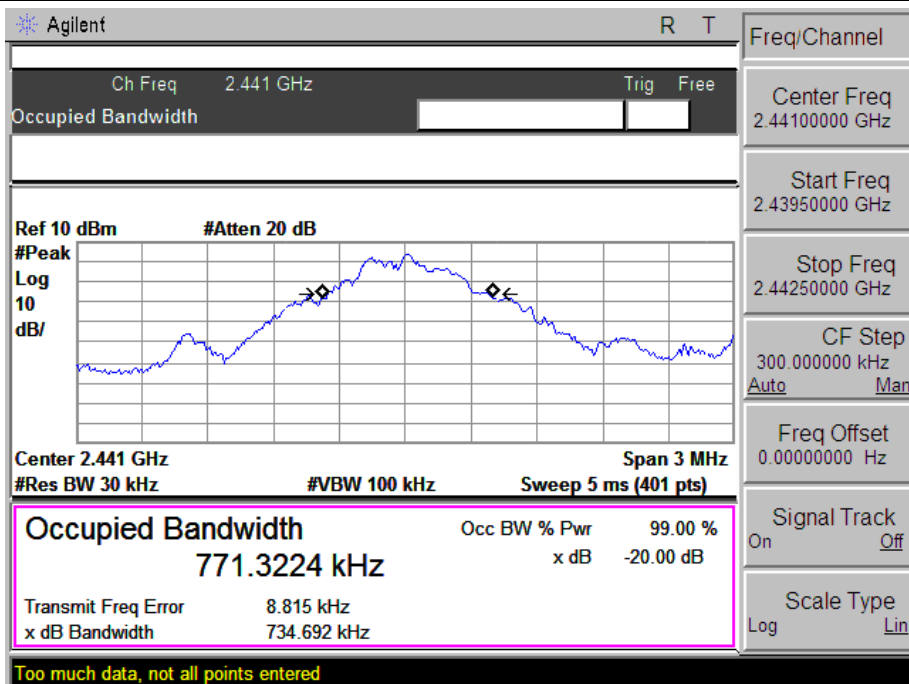 Agilent R T
Freq/Channel
Ch Freq 2.441 GHz Trig Free
Occupied Bandwidth
Center Freq
2.44100000 GHz
Start Freq
2.43950000 GHz
Stop Freq
2.44250000 GHz
CF Step
300.000000 kHz
Auto Man
Freq Offset
0.00000000 Hz
Signal Track
On Off
Scale Type
Log Lin
Ref 10 dBm #Atten 20 dB
#Peak
Log
10
dB/
Center 2.441 GHz Span 3 MHz
#Res BW 30 kHz #VBW 100 kHz Sweep 5 ms (401 pts)
Occupied Bandwidth Occ BW % Pwr 99.00 %
771.3224 kHz x dB -20.00 dB
Transmit Freq Error 8.815 kHz
x dB Bandwidth 734.692 kHz
Too much data, not all points entered